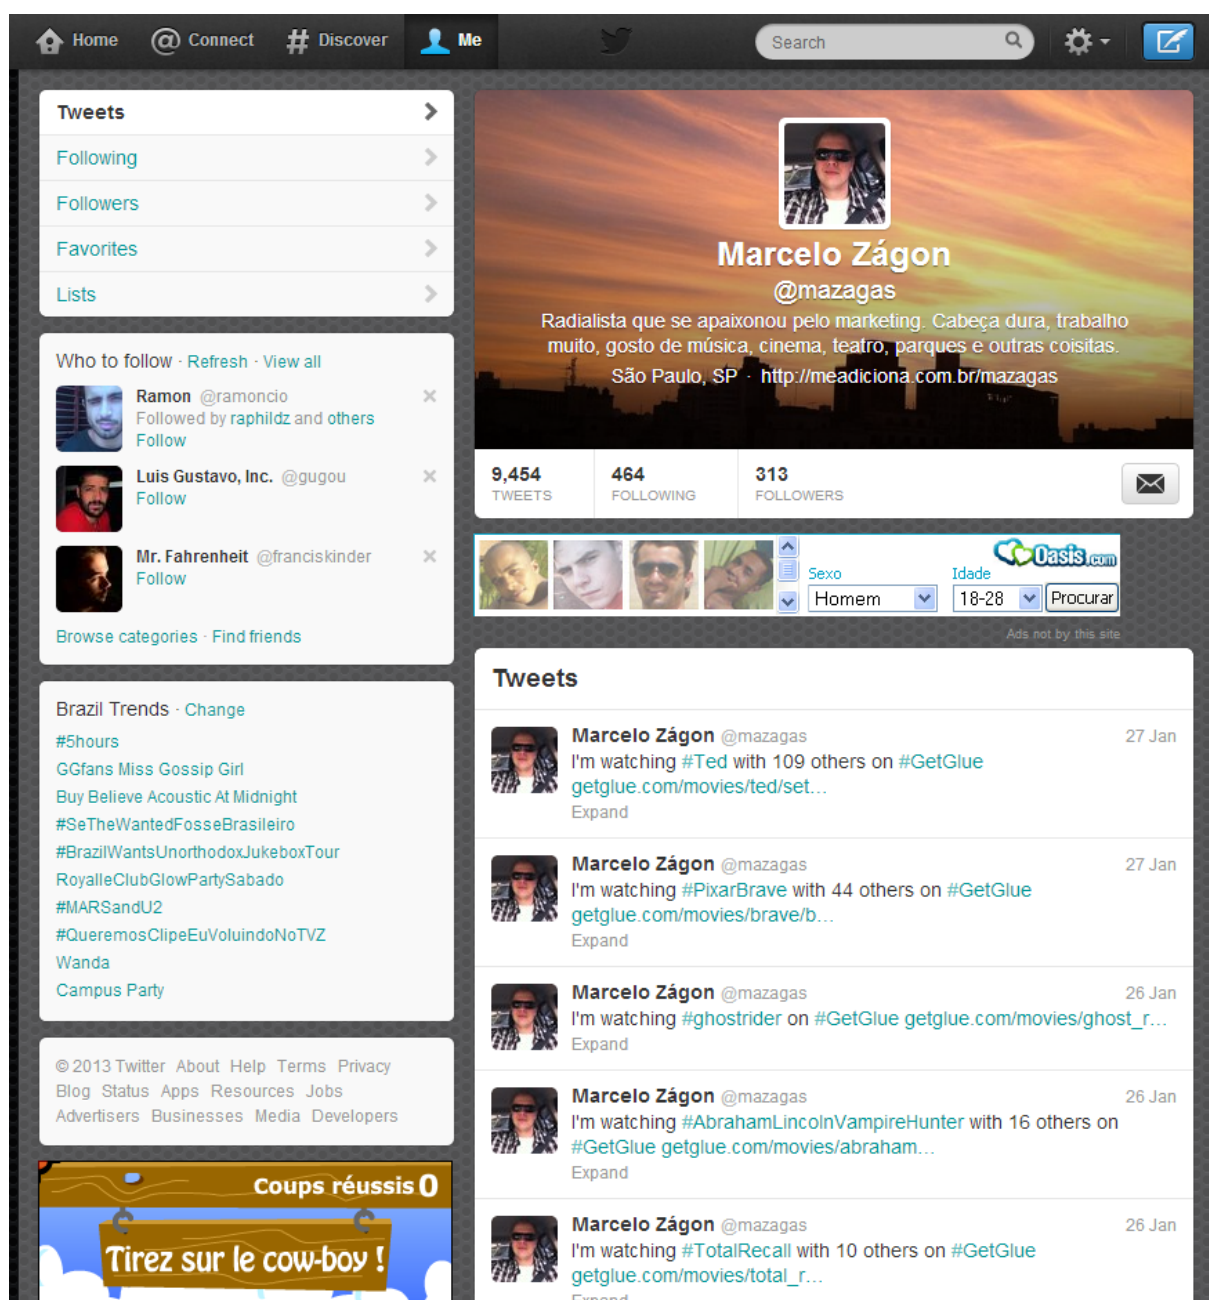 Home
Connect
Discover
Me
Search
Tweets
Following
Followers
Favorites
Lists
Who to follow · Refresh · View all
Ramon @ramoncio
Followed by raphildz and others
Follow
Luis Gustavo, Inc. @gugou
Follow
Mr. Fahrenheit @franciskinder
Follow
Browse categories · Find friends
Brazil Trends · Change
#5hours
GGfans Miss Gossip Girl
Buy Believe Acoustic At Midnight
#SeTheWantedFosseBrasileiro
#BrazilWantsUnorthodoxJukeboxTour
RoyalleClubGlowPartySabado
#MARSandU2
#QueremosClipeEuVoluindoNoTVZ
Wanda
Campus Party
© 2013 Twitter About Help Terms Privacy
Blog Status Apps Resources Jobs
Advertisers Businesses Media Developers
Coups réussis 0
Tirez sur le cow-boy !
Marcelo Zágon
@mazagas
Radialista que se apaixonou pelo marketing. Cabeça dura, trabalho
muito, gosto de música, cinema, teatro, parques e outras coisitas.
São Paulo, SP · http://meadiciona.com.br/mazagas
9,454
TWEETS
464
FOLLOWING
313
FOLLOWERS
Oasis.com
Sexo
Idade
Homem
18-28
Procurar
Ads not by this site
Tweets
Marcelo Zágon @mazagas 27 Jan
I'm watching #Ted with 109 others on #GetGlue
getglue.com/movies/ted/set…
Expand
Marcelo Zágon @mazagas 27 Jan
I'm watching #PixarBrave with 44 others on #GetGlue
getglue.com/movies/brave/b…
Expand
Marcelo Zágon @mazagas 26 Jan
I'm watching #ghostrider on #GetGlue getglue.com/movies/ghost_r…
Expand
Marcelo Zágon @mazagas 26 Jan
I'm watching #AbrahamLincolnVampireHunter with 16 others on
#GetGlue getglue.com/movies/abraham…
Expand
Marcelo Zágon @mazagas 26 Jan
I'm watching #TotalRecall with 10 others on #GetGlue
getglue.com/movies/total_r…
Expand